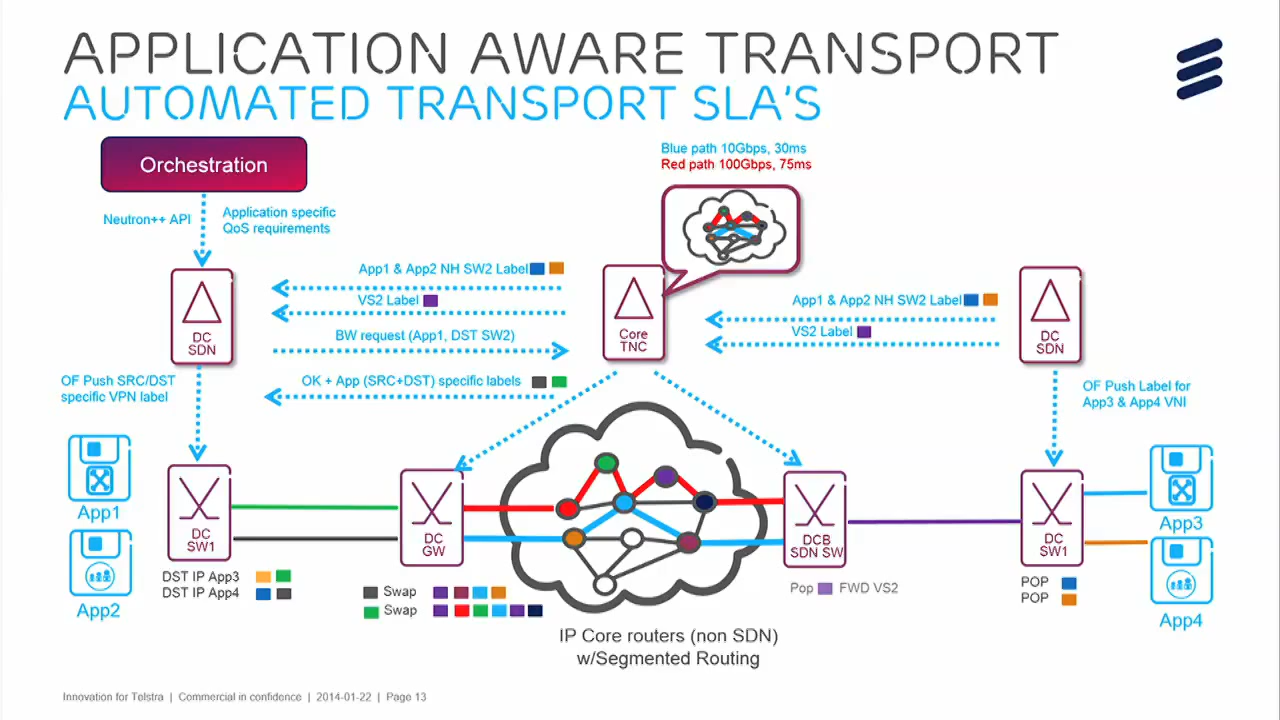 APPLICATION AWARE TRANSPORT
AUTOMATED TRANSPORT SLA'S
Orchestration
Blue path 10Gbps, 30ms
Red path 100Gbps, 75ms
Neutron++ API
Application specific
QoS requirements
App1 & App2 NH SW2 Label
VS2 Label
BW request (App1, DST SW2)
OK + App (SRC+DST) specific labels
DC
SDN
Core
TNC
App1 & App2 NH SW2 Label
VS2 Label
DC
SDN
OF Push SRC/DST
specific VPN label
OF Push Label for
App3 & App4 VNI
App1
App2
DC
SW1
DC
GW
DCB
SDN SW
DC
SW1
App3
App4
DST IP App3
DST IP App4
Swap
Swap
Pop
FWD VS2
POP
POP
IP Core routers (non SDN)
w/Segmented Routing
Innovation for Telstra | Commercial in confidence | 2014-01-22 | Page 13